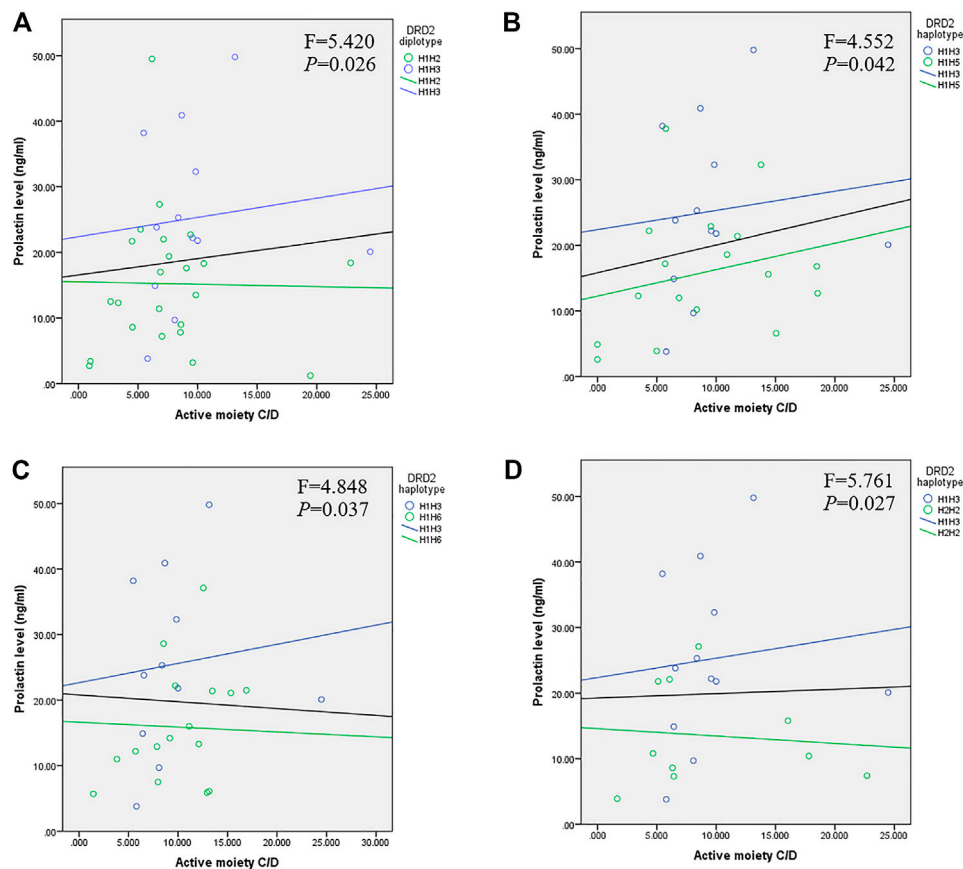 A
DRD2
diplotype
H1H2
H1H3
H1H2
H1H3
F=5.420
P=0.026
Prolactin level (ng/ml)
50.00
40.00
30.00
20.00
10.00
.00
.000 5.000 10.000 15.000 20.000 25.000
Active moiety C/D
B
DRD2
haplotype
H1H3
H1H5
H1H3
H1H5
F=4.552
P=0.042
Prolactin level (ng/ml)
50.00
40.00
30.00
20.00
10.00
.00
.000 5.000 10.000 15.000 20.000 25.000
Active moiety C/D
C
DRD2
haplotype
H1H3
H1H6
H1H3
H1H6
F=4.848
P=0.037
Prolactin level (ng/ml)
50.00
40.00
30.00
20.00
10.00
.00
.000 5.000 10.000 15.000 20.000 25.000 30.000
Active moiety C/D
D
DRD2
haplotype
H1H3
H2H2
H1H3
H2H2
F=5.761
P=0.027
Prolactin level (ng/ml)
50.00
40.00
30.00
20.00
10.00
.00
.000 5.000 10.000 15.000 20.000 25.000
Active moiety C/D